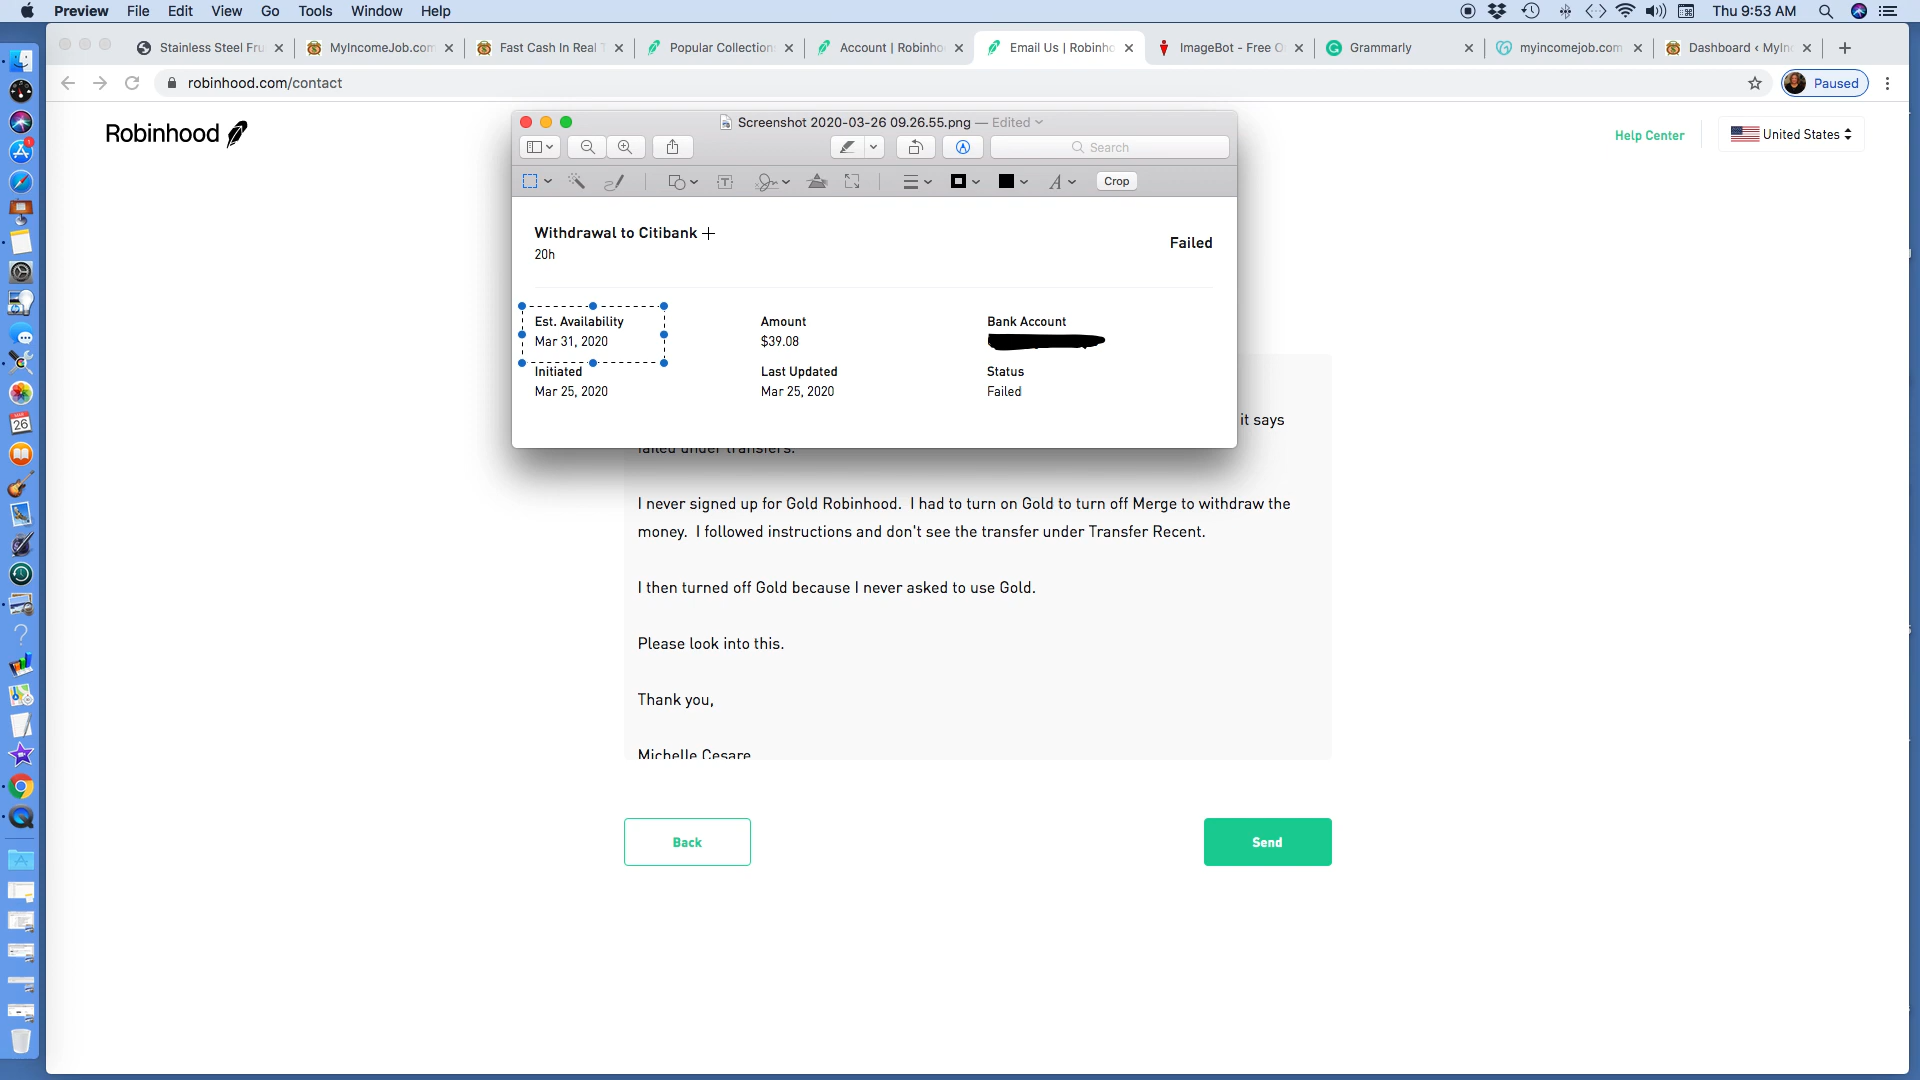 Preview File Edit View Go Tools Window Help Thu 9:53 AM
Stainless Steel Fru MyIncomeJob.com Fast Cash In Real T Popular Collection Account | Robinho Email Us | Robinho ImageBot - Free O Grammarly myincomejob.com Dashboard ‹ MyInc
robinhood.com/contact Paused
Robinhood Help Center United States
Screenshot 2020-03-26 09.26.55.png — Edited
Search
Crop
Withdrawal to Citibank
20h
Failed
Est. Availability Amount Bank Account
Mar 31, 2020 $39.08
Initiated Last Updated Status
Mar 25, 2020 Mar 25, 2020 Failed
it says
failed under transfers.
I never signed up for Gold Robinhood. I had to turn on Gold to turn off Merge to withdraw the
money. I followed instructions and don't see the transfer under Transfer Recent.
I then turned off Gold because I never asked to use Gold.
Please look into this.
Thank you,
Michelle Cesare
Back Send
26